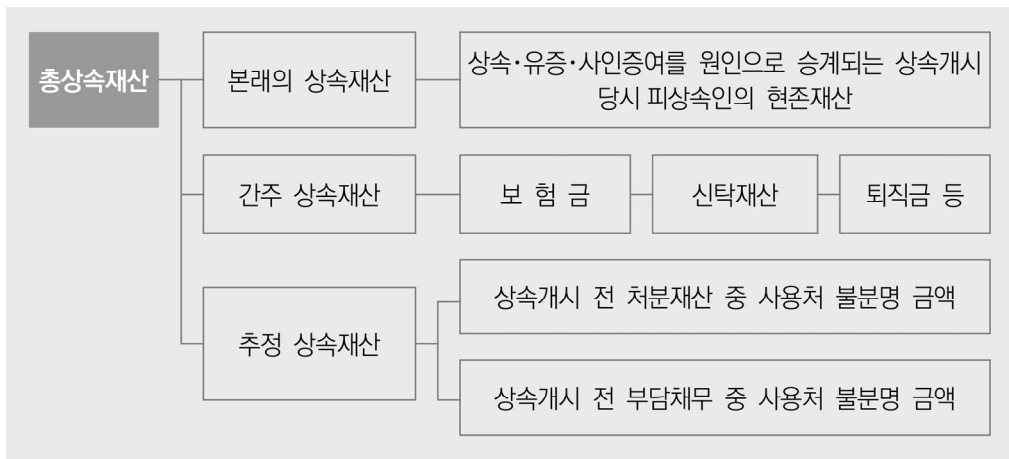 총상속재산
본래의 상속재산
상속·유증·사인증여를 원인으로 승계되는 상속개시
당시 피상속인의 현존재산
간주 상속재산
보 험 금
신탁재산
퇴직금 등
추정 상속재산
상속개시 전 처분재산 중 사용처 불분명 금액
상속개시 전 부담채무 중 사용처 불분명 금액